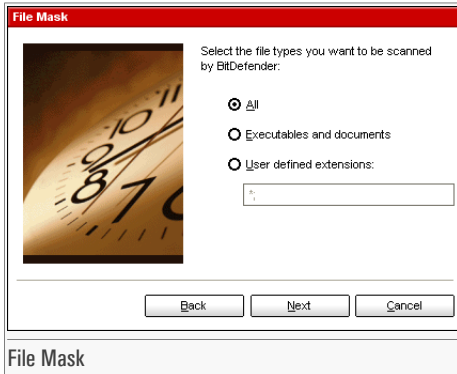 File Mask
Select the file types you want to be scanned
by BitDefender:
All
Executables and documents
User defined extensions:
*;
Back
Next
Cancel
File Mask